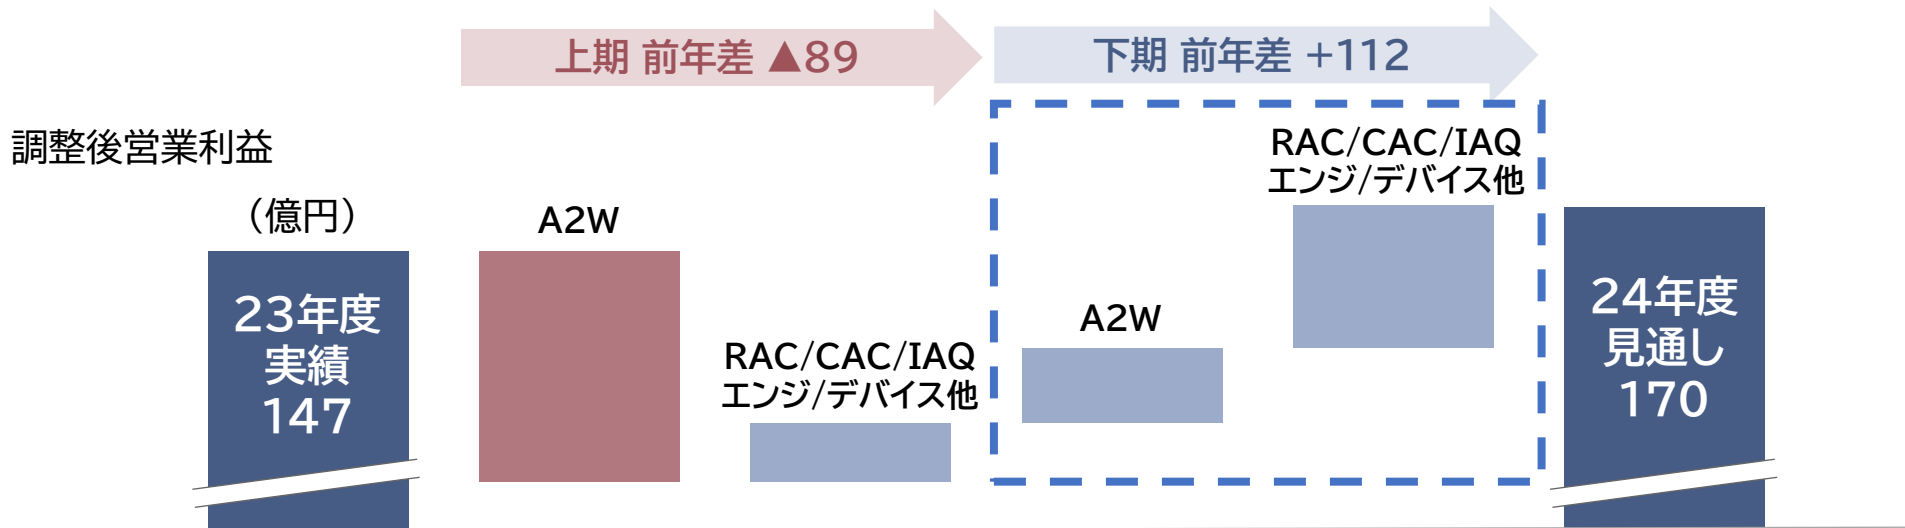 上期 前年差 ▲89
下期 前年差 +112
調整後営業利益
（億円）
23年度
実績
147
A2W
RAC/CAC/IAQ
エンジ/デバイス他
A2W
RAC/CAC/IAQ
エンジ/デバイス他
24年度
見通し
170